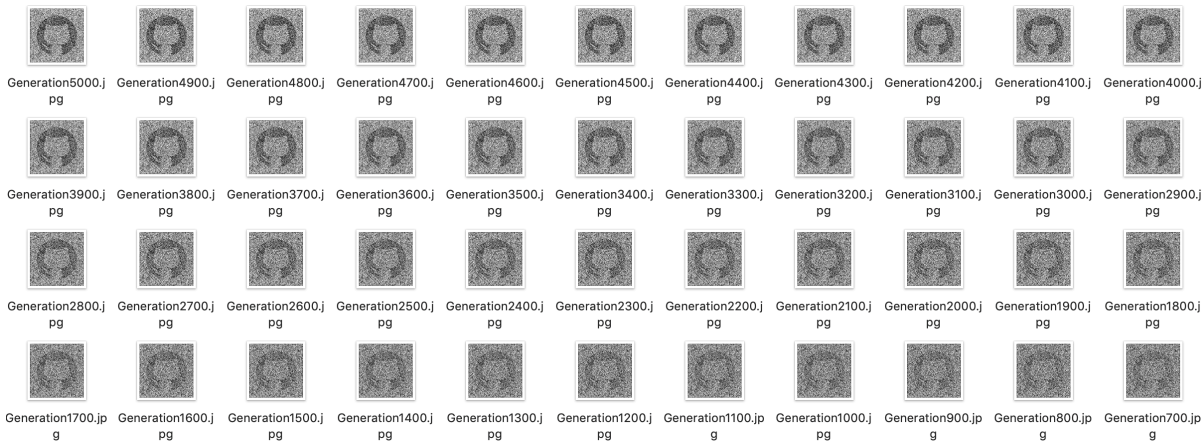 Generation5000.j Generation4900.j Generation4800.j Generation4700.j Generation4600.j Generation4500.j Generation4400.j Generation4300.j Generation4200.j Generation4100.j Generation4000.j
pg pg pg pg pg pg pg pg pg pg pg
Generation3900.j Generation3800.j Generation3700.j Generation3600.j Generation3500.j Generation3400.j Generation3300.j Generation3200.j Generation3100.j Generation3000.j Generation2900.j
pg pg pg pg pg pg pg pg pg pg pg
Generation2800.j Generation2700.j Generation2600.j Generation2500.j Generation2400.j Generation2300.j Generation2200.j Generation2100.j Generation2000.j Generation1900.j Generation1800.j
pg pg pg pg pg pg pg pg pg pg pg
Generation1700.jp Generation1600.j Generation1500.j Generation1400.j Generation1300.j Generation1200.j Generation1100.jp Generation1000.j Generation900.jp Generation800.jp Generation700.jp
g pg pg pg pg pg g pg g g g